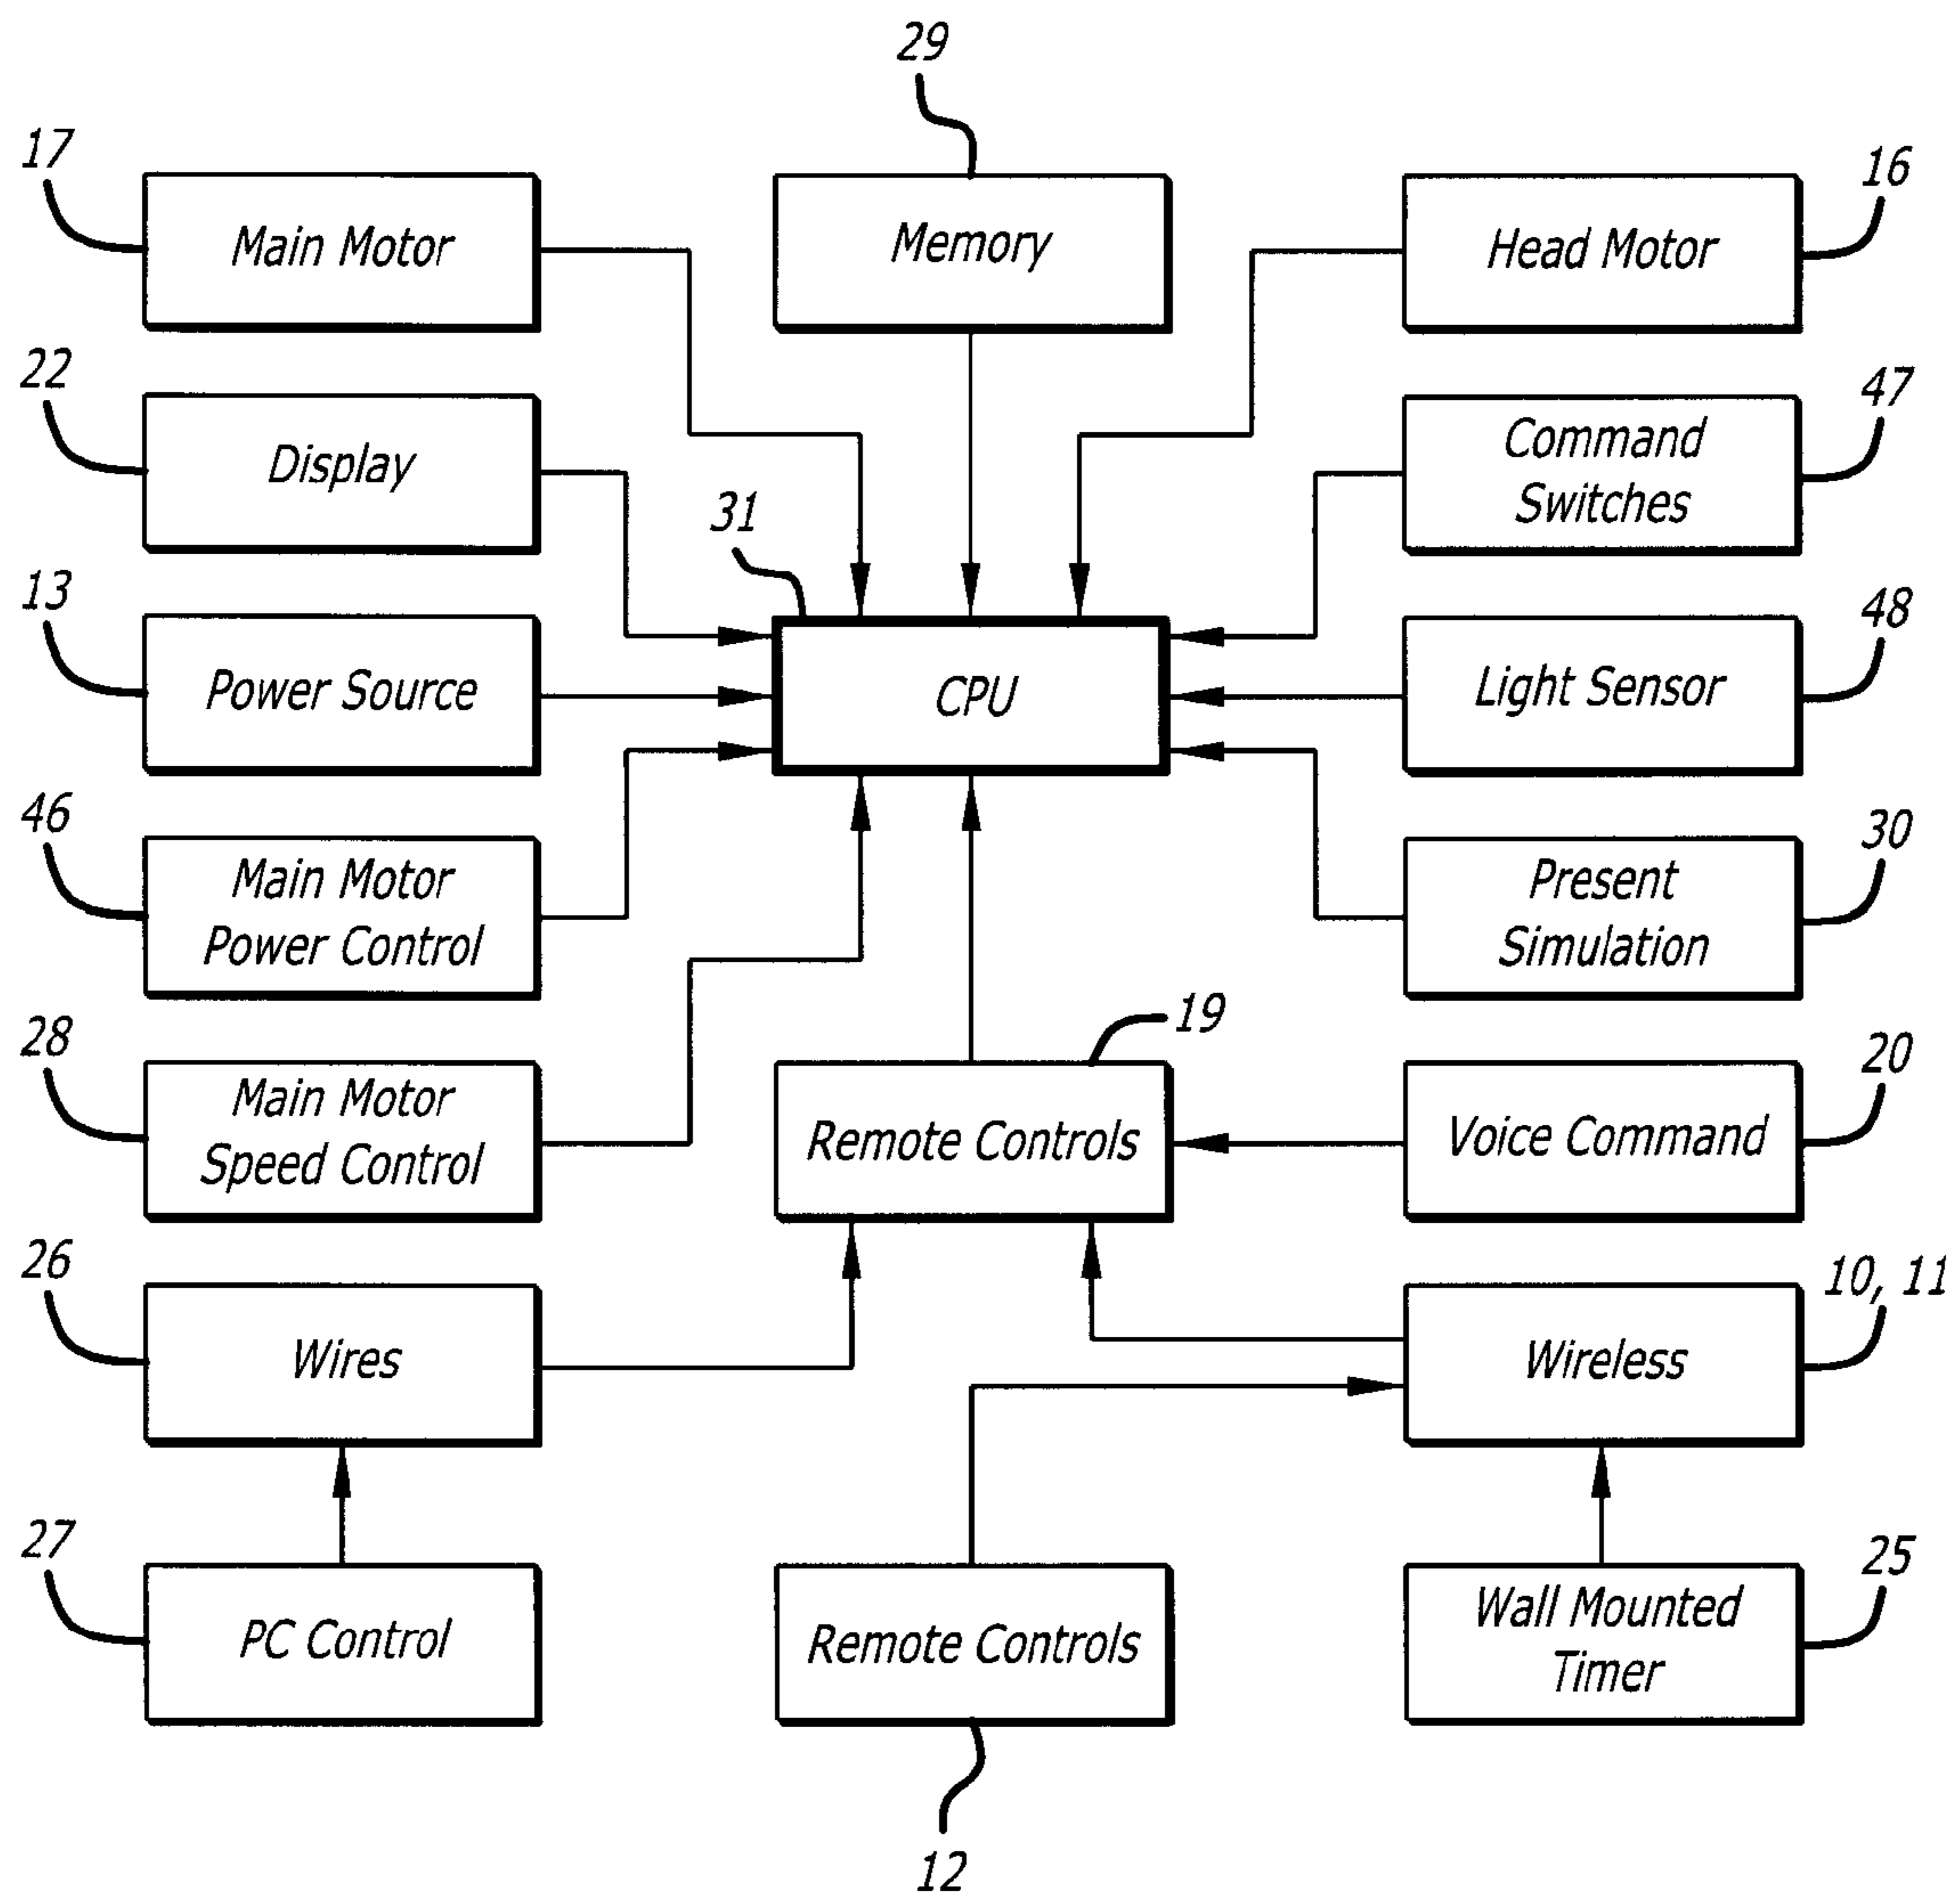 29
17
16
Main Motor
Memory
Head Motor
22
47
Display
Command
Switches
31
13
48
Power Source
CPU
Light Sensor
46
30
Main Motor
Power Control
Present
Simulation
19
28
20
Main Motor
Speed Control
Remote Controls
Voice Command
26
10, 11
Wires
Wireless
27
25
PC Control
Remote Controls
Wall Mounted
Timer
12